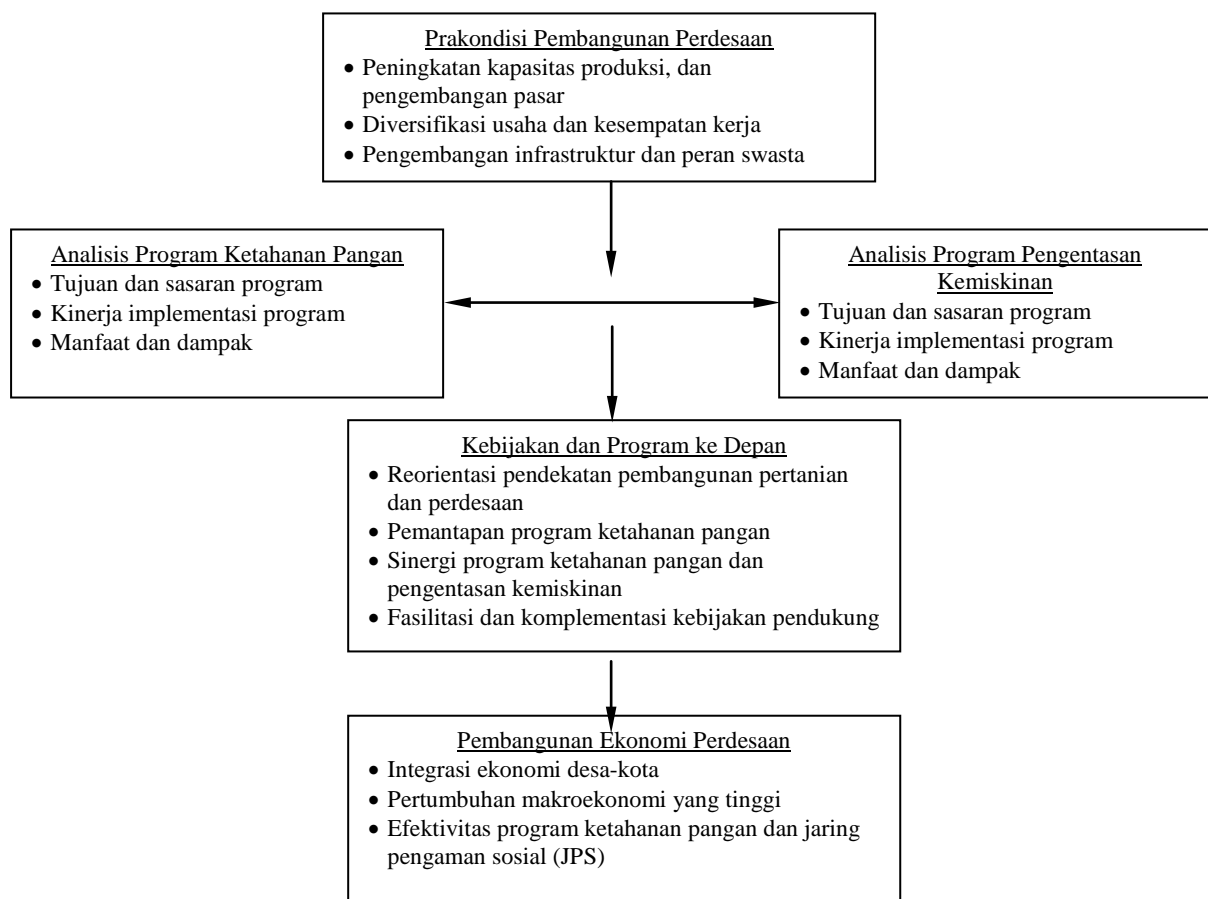 Prakondisi Pembangunan Perdesaan
• Peningkatan kapasitas produksi, dan
pengembangan pasar
• Diversifikasi usaha dan kesempatan kerja
• Pengembangan infrastruktur dan peran swasta
Analisis Program Ketahanan Pangan
• Tujuan dan sasaran program
• Kinerja implementasi program
• Manfaat dan dampak
Analisis Program Pengentasan
Kemiskinan
• Tujuan dan sasaran program
• Kinerja implementasi program
• Manfaat dan dampak
Kebijakan dan Program ke Depan
• Reorientasi pendekatan pembangunan pertanian
dan perdesaan
• Pemantapan program ketahanan pangan
• Sinergi program ketahanan pangan dan
pengentasan kemiskinan
• Fasilitasi dan komplementasi kebijakan pendukung
Pembangunan Ekonomi Perdesaan
• Integrasi ekonomi desa-kota
• Pertumbuhan makroekonomi yang tinggi
• Efektivitas program ketahanan pangan dan jaring
pengaman sosial (JPS)